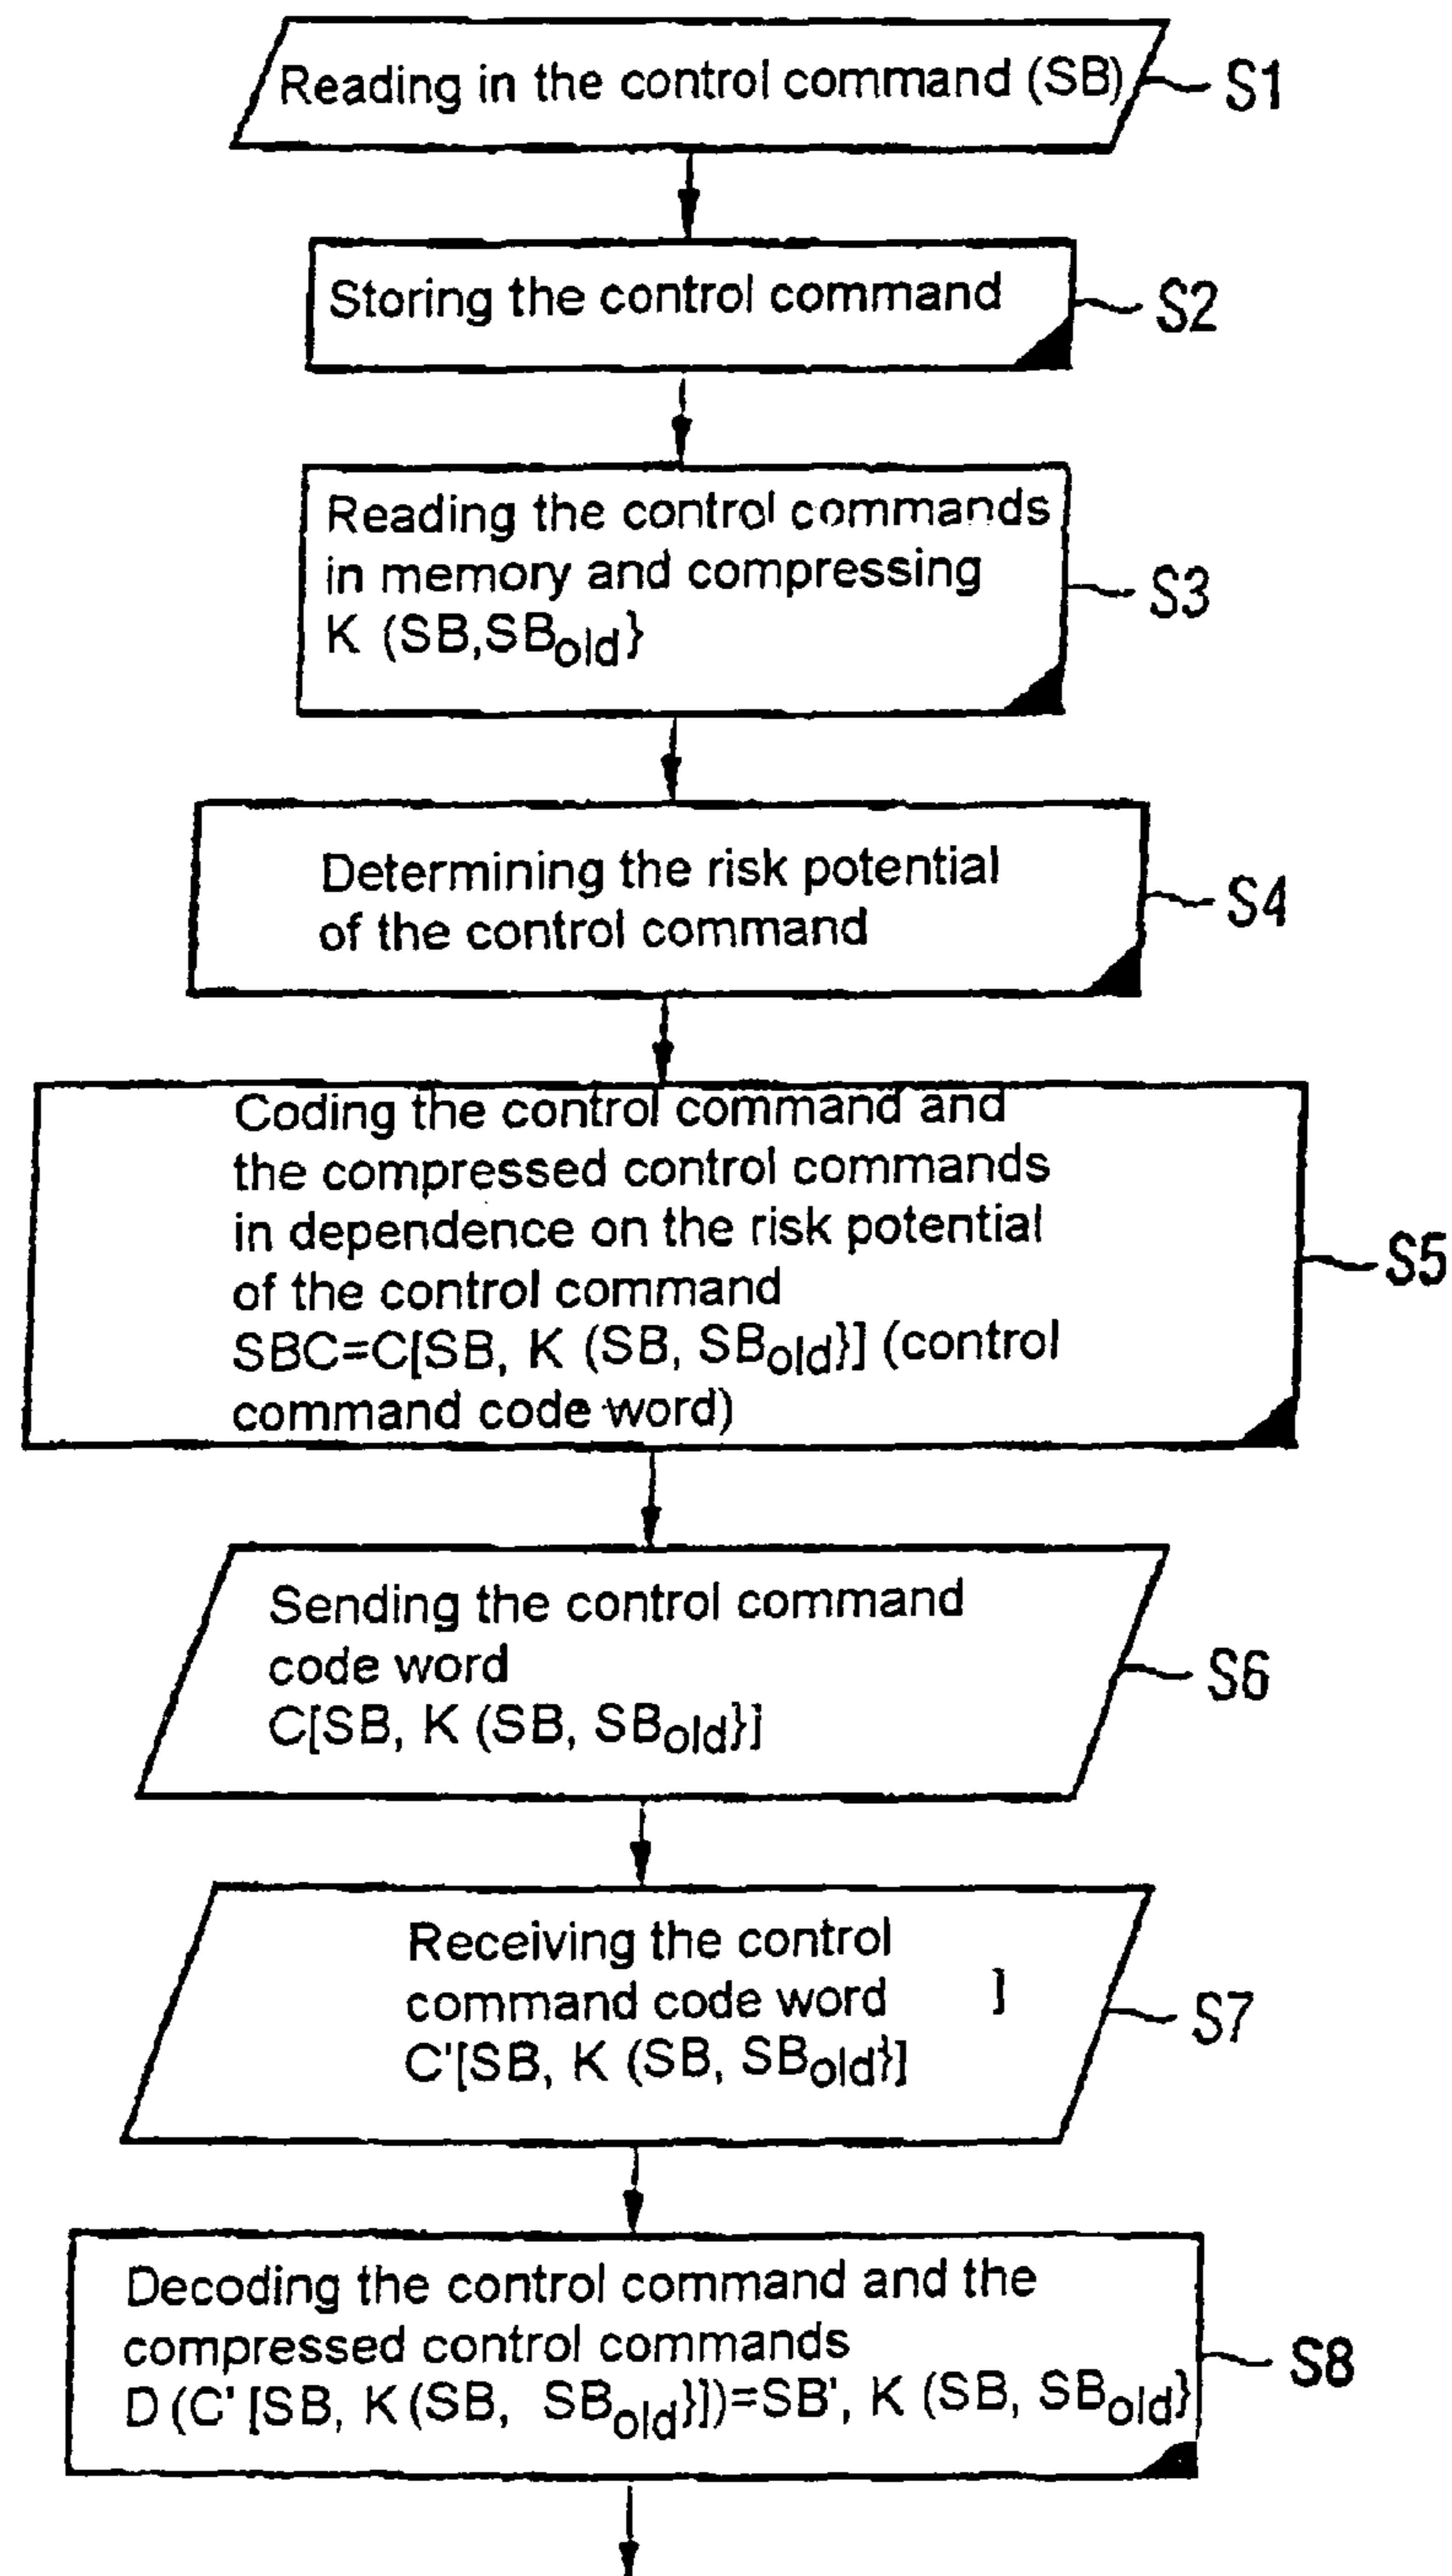 Reading in the control command (SB)
S1
Storing the control command
S2
Reading the control commands
in memory and compressing
K (SB,SBold}
S3
Determining the risk potential
of the control command
S4
Coding the control command and
the compressed control commands
in dependence on the risk potential
of the control command
SBC=C[SB, K (SB, SBold}] (control
command code word)
S5
Sending the control command
code word
C[SB, K (SB, SBold}]
S6
Receiving the control
command code word ]
C'[SB, K (SB, SBold}]
S7
Decoding the control command and the
compressed control commands
D (C' [SB, K (SB, SBold}])=SB', K (SB, SBold}
S8